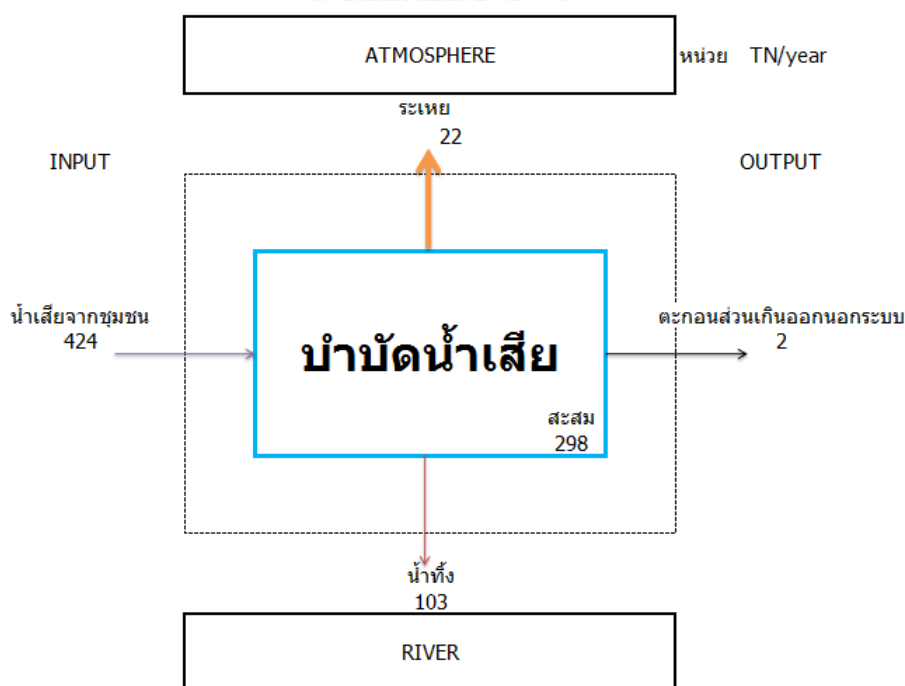 ATMOSPHERE
หน่วย TN/year
ระเหย
22
INPUT
OUTPUT
น้ำเสียจากชุมชน
424
บำบัดน้ำเสีย
ตะกอนส่วนเกินออกนอกระบบ
2
สะสม
298
น้ำทิ้ง
103
RIVER